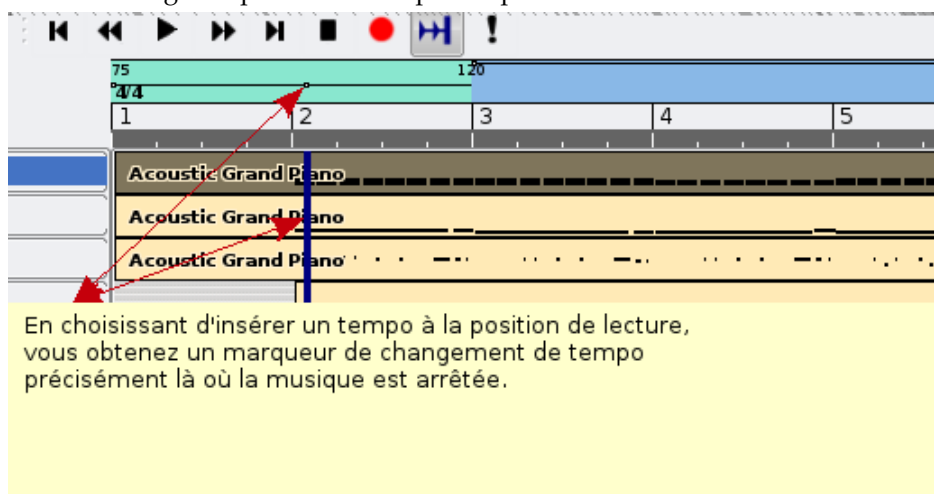 75 120
4/4
1 2 3 4 5
Acoustic Grand Piano
Acoustic Grand Piano
Acoustic Grand Piano
En choisissant d'insérer un tempo à la position de lecture,
vous obtenez un marqueur de changement de tempo
précisément là où la musique est arrêtée.